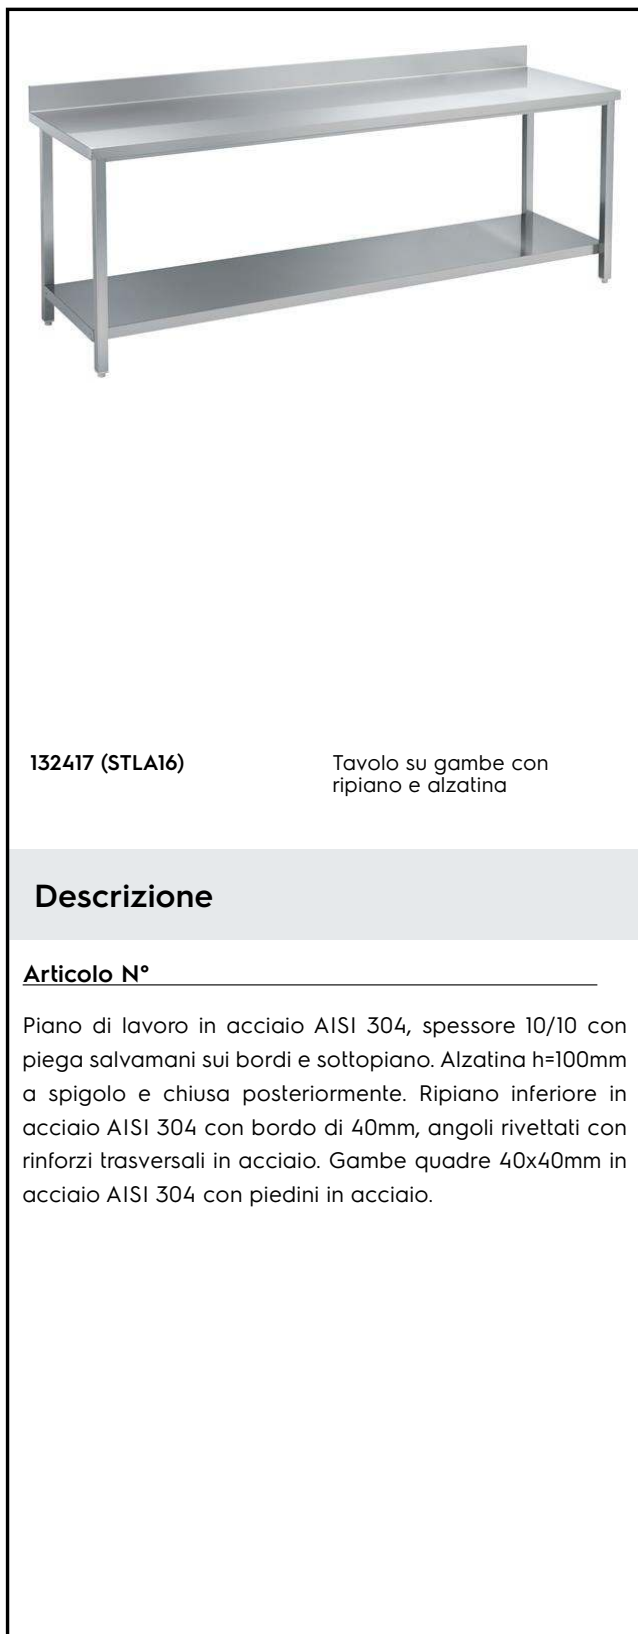 132417 (STLA16)
Tavolo su gambe con
ripiano e alzatina
Descrizione
Articolo N°
Piano di lavoro in acciaio AISI 304, spessore 10/10 con
piega salvamani sui bordi e sottopiano. Alzatina h=100mm
a spigolo e chiusa posteriormente. Ripiano inferiore in
acciaio AISI 304 con bordo di 40mm, angoli rivettati con
rinforzi trasversali in acciaio. Gambe quadre 40x40mm in
acciaio AISI 304 con piedini in acciaio.